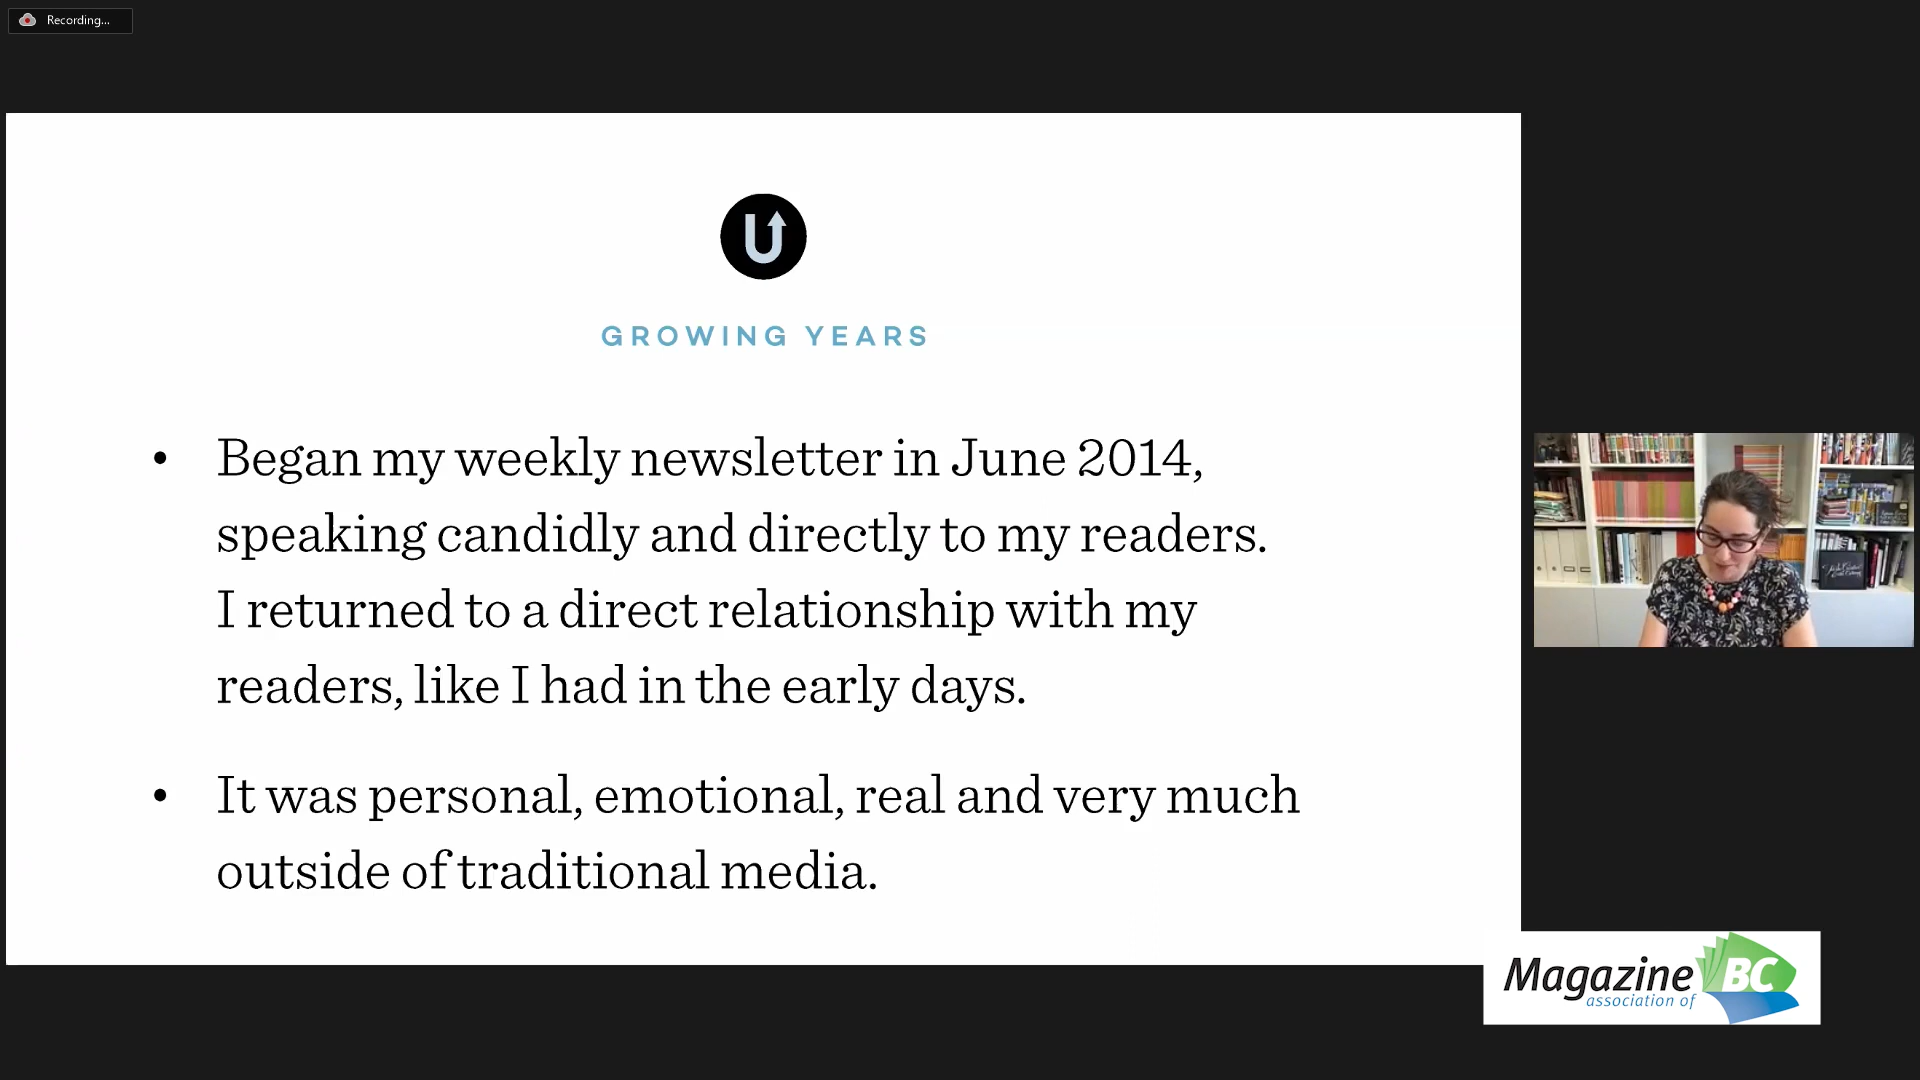 Recording...
U
GROWING YEARS
• Began my weekly newsletter in June 2014,
speaking candidly and directly to my readers.
I returned to a direct relationship with my
readers, like I had in the early days.
• It was personal, emotional, real and very much
outside of traditional media.
Magazine BC
association of